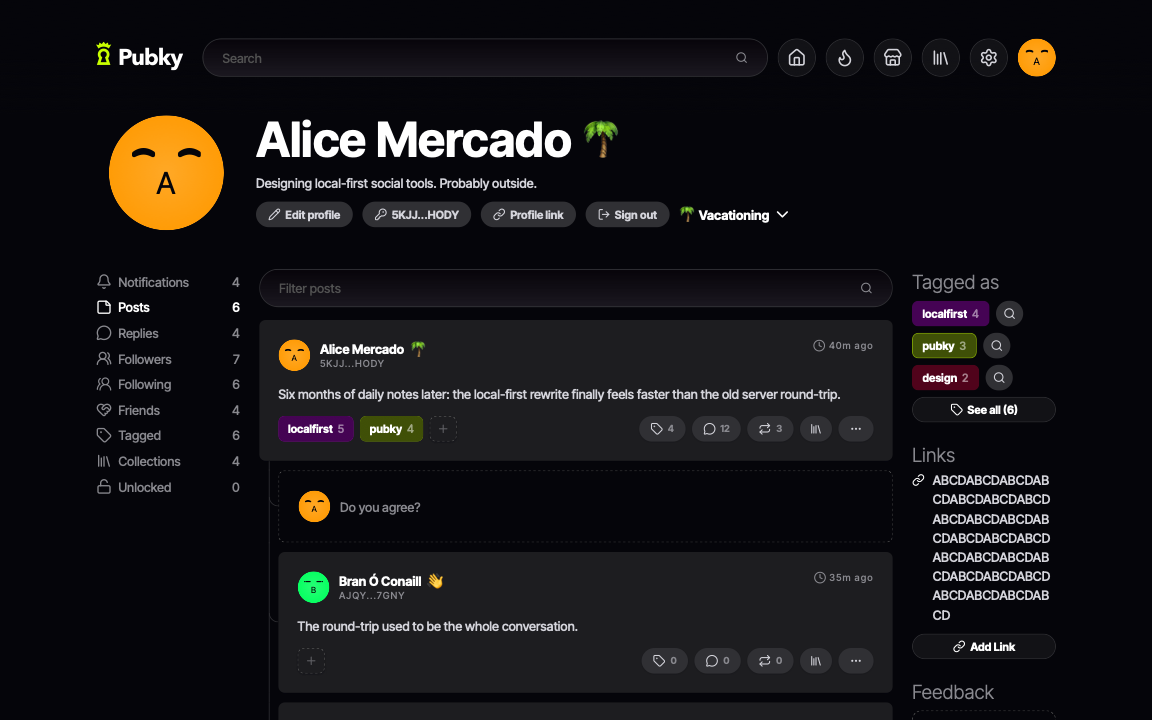 Pubky
Search
A
Alice Mercado 🌴
A
Designing local-first social tools. Probably outside.
Edit profile
5KJJ...HODY
Profile link
Sign out
🌴 Vacationing
Notifications 4
Posts 6
Replies 4
Followers 7
Following 6
Friends 4
Tagged 6
Collections 4
Unlocked 0
Filter posts
A
Alice Mercado 🌴
5KJJ...HODY
40m ago
Six months of daily notes later: the local-first rewrite finally feels faster than the old server round-trip.
localfirst 5
pubky 4
+
4
12
3
A
Do you agree?
B
Bran Ó Conaill 👋
AJQY...7GNY
35m ago
The round-trip used to be the whole conversation.
+
0
0
0
Tagged as
localfirst 4
pubky 3
design 2
See all (6)
Links
ABCDABCDABCDAB
CDABCDABCDABCD
ABCDABCDABCDAB
CDABCDABCDABCD
ABCDABCDABCDAB
CDABCDABCDABCD
ABCDABCDABCDAB
CD
Add Link
Feedback